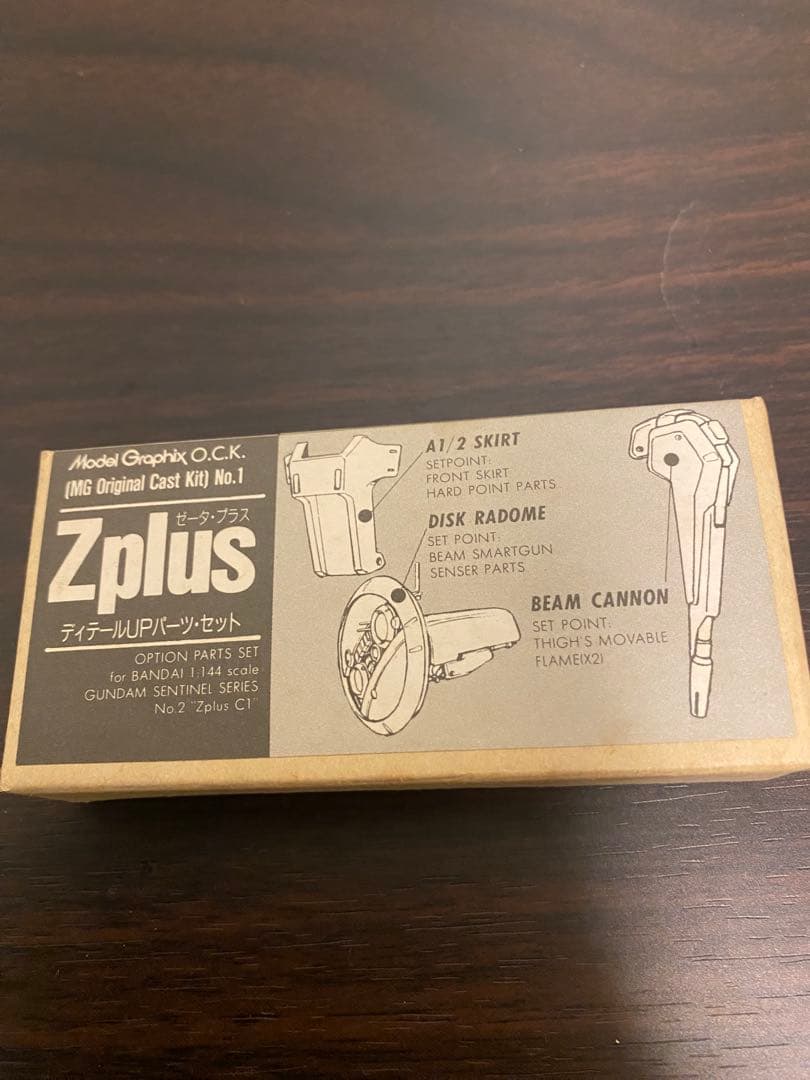 Model Graphix O.C.K.
(MG Original Cast Kit) No.1
ゼータ・プラス
Zplus
ディテールUPパーツ・セット
OPTION PARTS SET
for BANDAI 1:144 scale
GUNDAM SENTINEL SERIES
No.2 "Zplus C1"
A1/2 SKIRT
SETPOINT:
FRONT SKIRT
HARD POINT PARTS
DISK RADOME
SET POINT:
BEAM SMARTGUN
SENSER PARTS
BEAM CANNON
SET POINT:
THIGH'S MOVABLE
FLAME(X2)